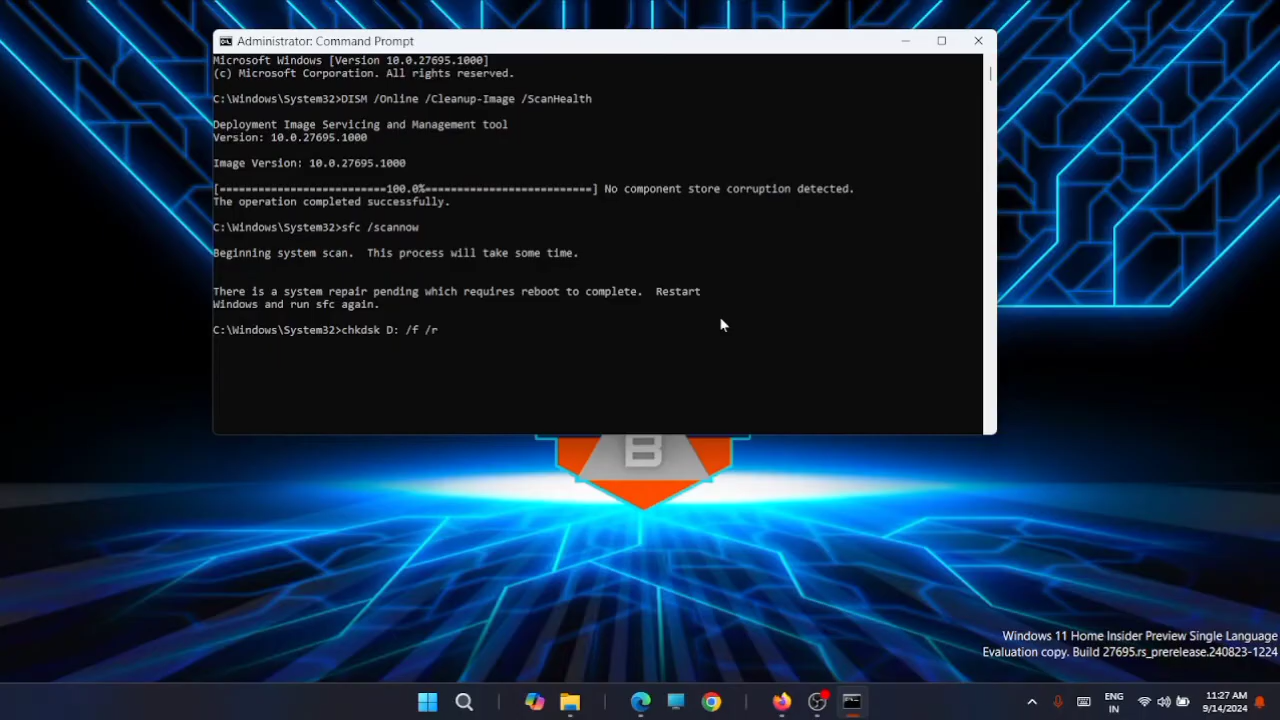 Administrator: Command Prompt
Microsoft Windows [Version 10.0.27695.1000]
(c) Microsoft Corporation. All rights reserved.
C:\Windows\System32>DISM /Online /Cleanup-Image /ScanHealth
Deployment Image Servicing and Management tool
Version: 10.0.27695.1000
Image Version: 10.0.27695.1000
[==========================100.0%==========================] No component store corruption detected.
The operation completed successfully.
C:\Windows\System32>sfc /scannow
Beginning system scan.  This process will take some time.
There is a system repair pending which requires reboot to complete.  Restart
Windows and run sfc again.
C:\Windows\System32>chkdsk D: /f /r
B
Windows 11 Home Insider Preview Single Language
Evaluation copy. Build 27695.rs_prerelease.240823-1224
ENG
IN
11:27 AM
9/14/2024